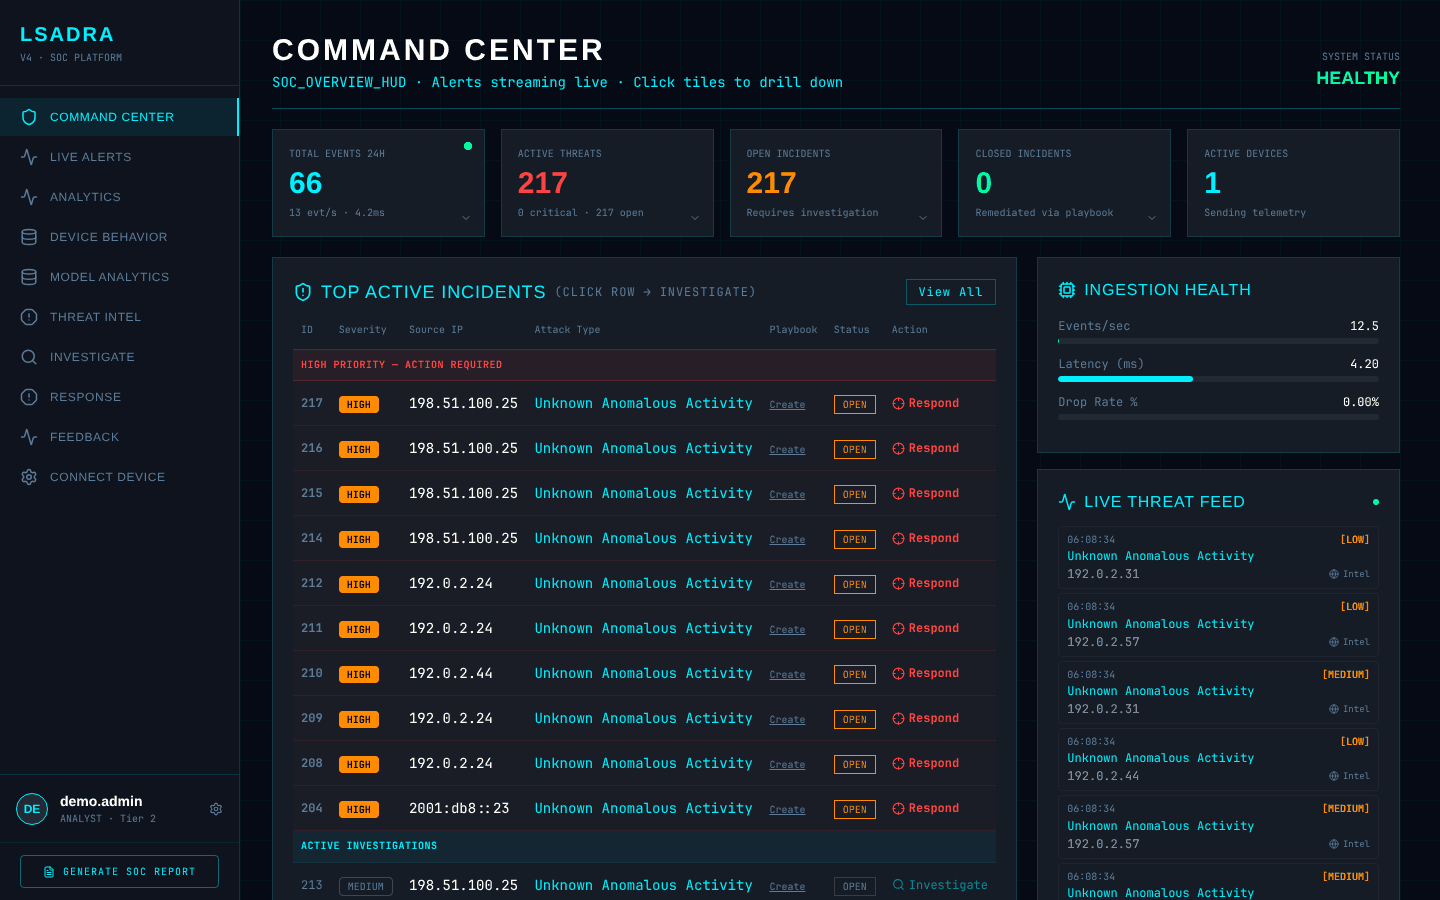 LSADRA
V4 · SOC PLATFORM
COMMAND CENTER
LIVE ALERTS
ANALYTICS
DEVICE BEHAVIOR
MODEL ANALYTICS
THREAT INTEL
INVESTIGATE
RESPONSE
FEEDBACK
CONNECT DEVICE
DE
demo.admin
ANALYST · Tier 2
GENERATE SOC REPORT
COMMAND CENTER
SOC_OVERVIEW_HUD · Alerts streaming live · Click tiles to drill down
SYSTEM STATUS
HEALTHY
TOTAL EVENTS 24H
66
13 evt/s · 4.2ms
ACTIVE THREATS
217
0 critical · 217 open
OPEN INCIDENTS
217
Requires investigation
CLOSED INCIDENTS
0
Remediated via playbook
ACTIVE DEVICES
1
Sending telemetry
TOP ACTIVE INCIDENTS (CLICK ROW → INVESTIGATE) View All
ID Severity Source IP Attack Type Playbook Status Action
HIGH PRIORITY — ACTION REQUIRED
217 HIGH 198.51.100.25 Unknown Anomalous Activity Create OPEN Respond
216 HIGH 198.51.100.25 Unknown Anomalous Activity Create OPEN Respond
215 HIGH 198.51.100.25 Unknown Anomalous Activity Create OPEN Respond
214 HIGH 198.51.100.25 Unknown Anomalous Activity Create OPEN Respond
212 HIGH 192.0.2.24 Unknown Anomalous Activity Create OPEN Respond
211 HIGH 192.0.2.24 Unknown Anomalous Activity Create OPEN Respond
210 HIGH 192.0.2.44 Unknown Anomalous Activity Create OPEN Respond
209 HIGH 192.0.2.24 Unknown Anomalous Activity Create OPEN Respond
208 HIGH 192.0.2.24 Unknown Anomalous Activity Create OPEN Respond
204 HIGH 2001:db8::23 Unknown Anomalous Activity Create OPEN Respond
ACTIVE INVESTIGATIONS
213 MEDIUM 198.51.100.25 Unknown Anomalous Activity Create OPEN Investigate
INGESTION HEALTH
Events/sec 12.5
Latency (ms) 4.20
Drop Rate % 0.00%
LIVE THREAT FEED
06:08:34 [LOW]
Unknown Anomalous Activity
192.0.2.31 Intel
06:08:34 [LOW]
Unknown Anomalous Activity
192.0.2.57 Intel
06:08:34 [MEDIUM]
Unknown Anomalous Activity
192.0.2.31 Intel
06:08:34 [LOW]
Unknown Anomalous Activity
192.0.2.44 Intel
06:08:34 [MEDIUM]
Unknown Anomalous Activity
192.0.2.57 Intel
06:08:34 [MEDIUM]
Unknown Anomalous Activity